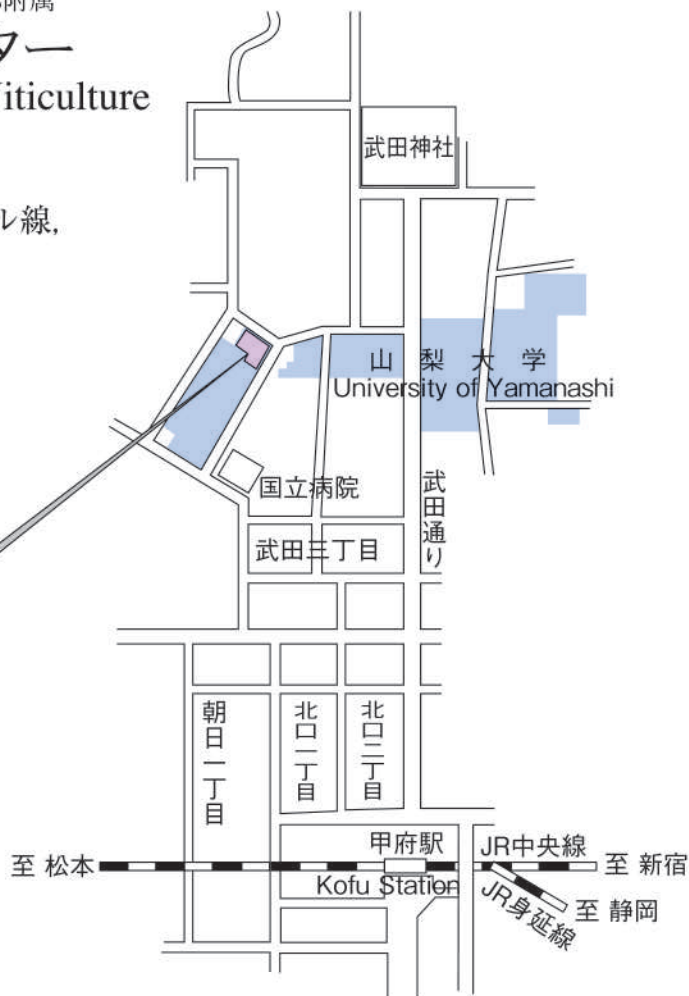 附属
ター
iticulture
ル線,
武田神社
山梨大学
University of Yamanashi
国立病院
武田通り
武田三丁目
朝日一丁目
北口一丁目
北口二丁目
甲府駅
Kofu Station
JR中央線
至 松本
至 新宿
JR身延線
至 静岡